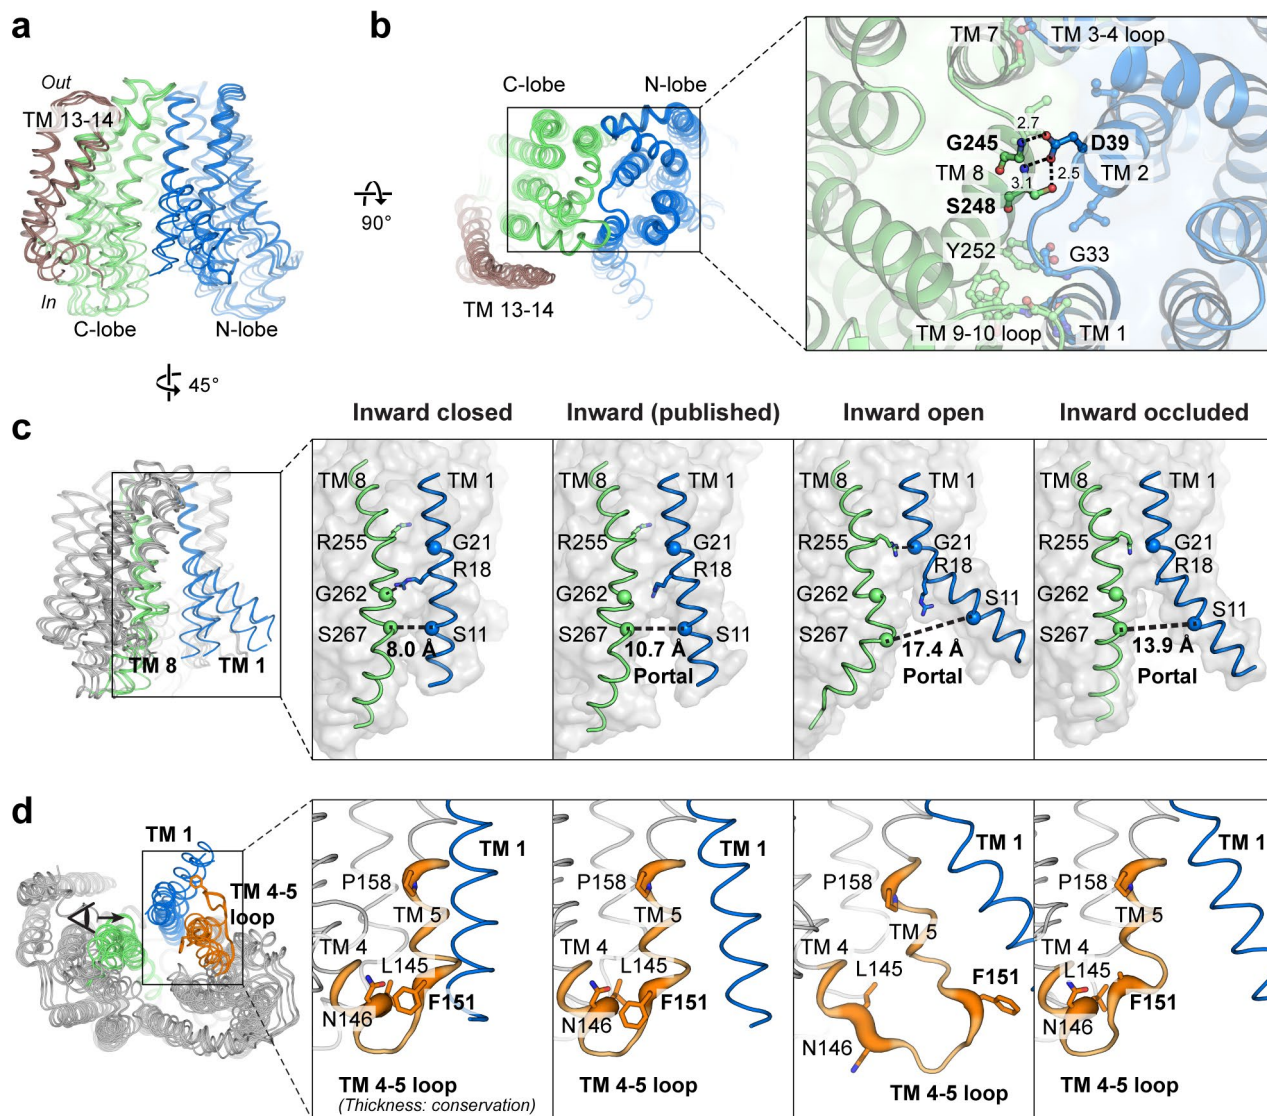 a
Out
TM 13-14
In
C-lobe
N-lobe
45°
90°
b
C-lobe
N-lobe
TM 13-14
TM 7
TM 3-4 loop
2.7
G245
D39
TM 8
TM 2
3.1
2.5
S248
Y252
G33
TM 9-10 loop
TM 1
c
TM 8
TM 1
Inward closed
TM 8
TM 1
R255
G21
R18
G262
S267
S11
8.0 Å
Inward (published)
TM 8
TM 1
R255
G21
R18
G262
S267
S11
10.7 Å
Portal
Inward open
TM 8
TM 1
R255
G21
R18
G262
S11
S267
17.4 Å
Portal
Inward occluded
TM 8
TM 1
R255
G21
R18
G262
S267
S11
13.9 Å
Portal
d
TM 1
TM 4-5
loop
TM 1
P158
TM 5
TM 4
L145
F151
N146
TM 4-5 loop
(Thickness: conservation)
TM 1
P158
TM 5
TM 4
L145
F151
N146
TM 4-5 loop
TM 1
P158
TM 5
TM 4
L145
F151
N146
TM 4-5 loop
TM 1
P158
TM 5
TM 4
L145
F151
N146
TM 4-5 loop